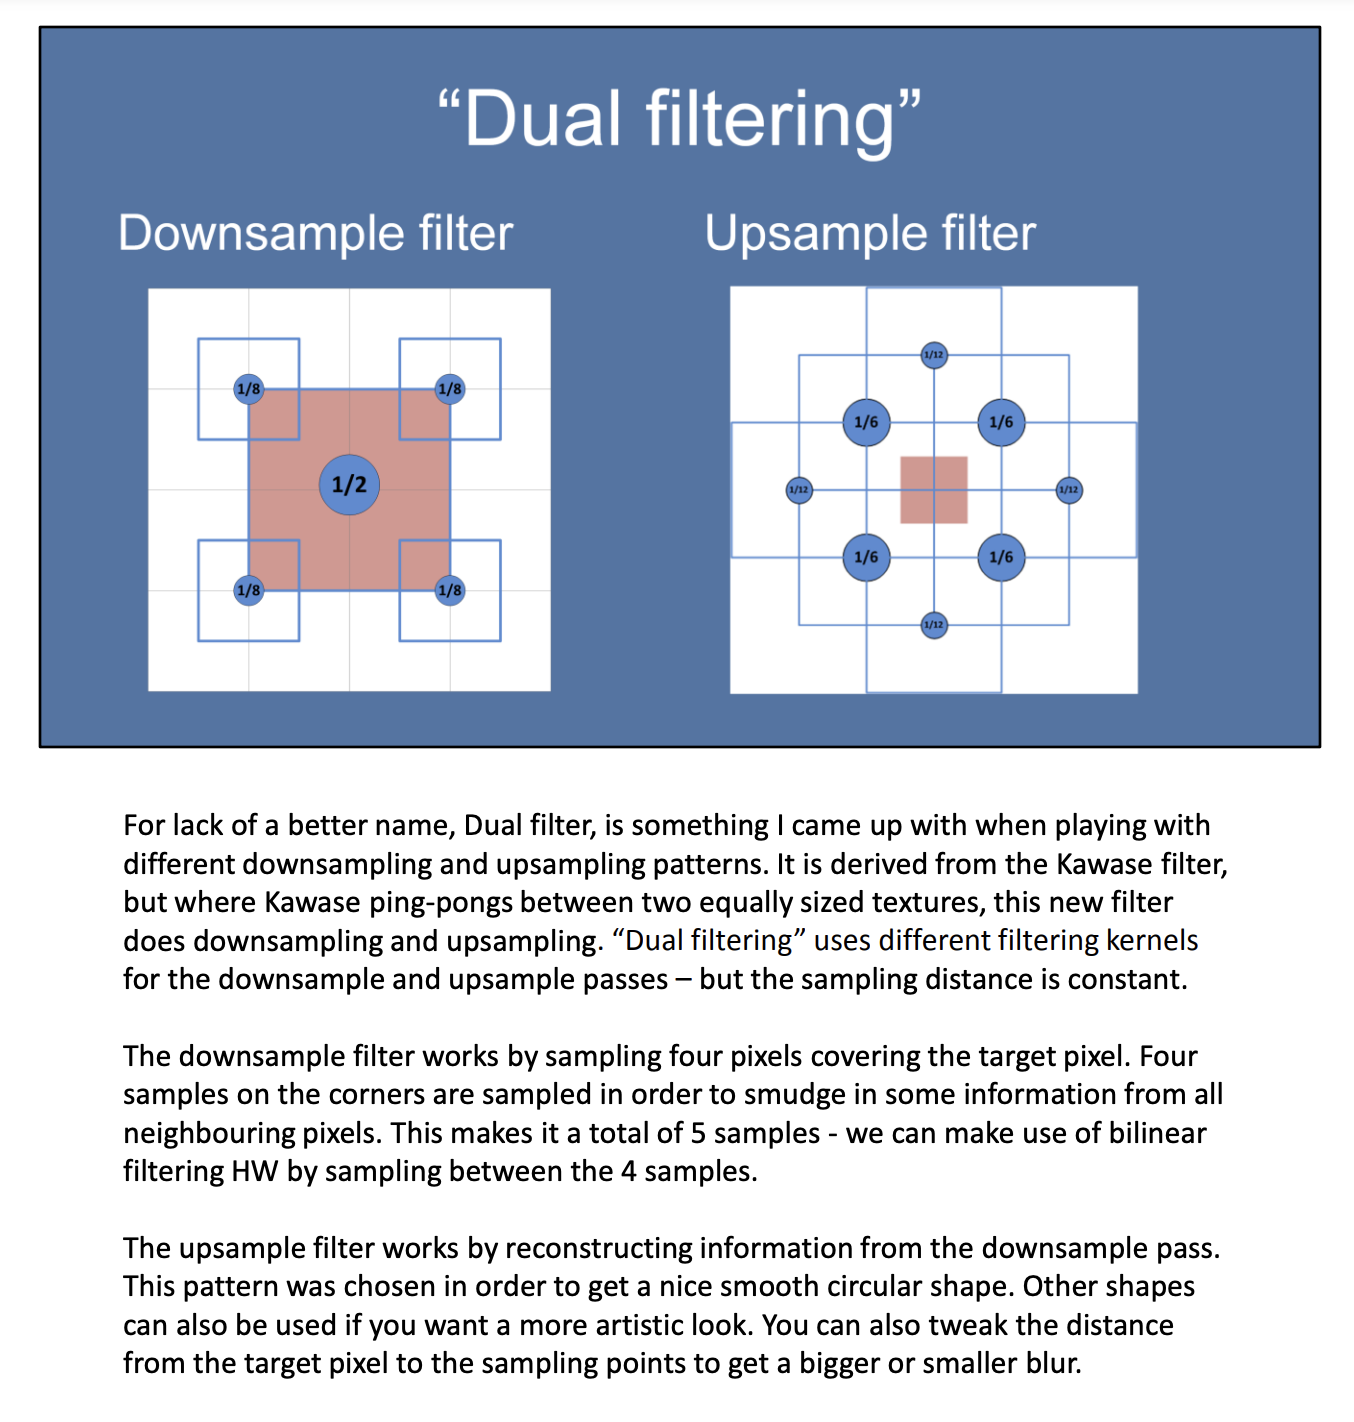 “Dual filtering”
Downsample filter
Upsample filter
1/8
1/8
1/2
1/8
1/8
1/12
1/6
1/6
1/12
1/12
1/6
1/6
1/12
For lack of a better name, Dual filter, is something I came up with when playing with
different downsampling and upsampling patterns. It is derived from the Kawase filter,
but where Kawase ping-pongs between two equally sized textures, this new filter
does downsampling and upsampling. “Dual filtering” uses different filtering kernels
for the downsample and upsample passes – but the sampling distance is constant.
The downsample filter works by sampling four pixels covering the target pixel. Four
samples on the corners are sampled in order to smudge in some information from all
neighbouring pixels. This makes it a total of 5 samples - we can make use of bilinear
filtering HW by sampling between the 4 samples.
The upsample filter works by reconstructing information from the downsample pass.
This pattern was chosen in order to get a nice smooth circular shape. Other shapes
can also be used if you want a more artistic look. You can also tweak the distance
from the target pixel to the sampling points to get a bigger or smaller blur.